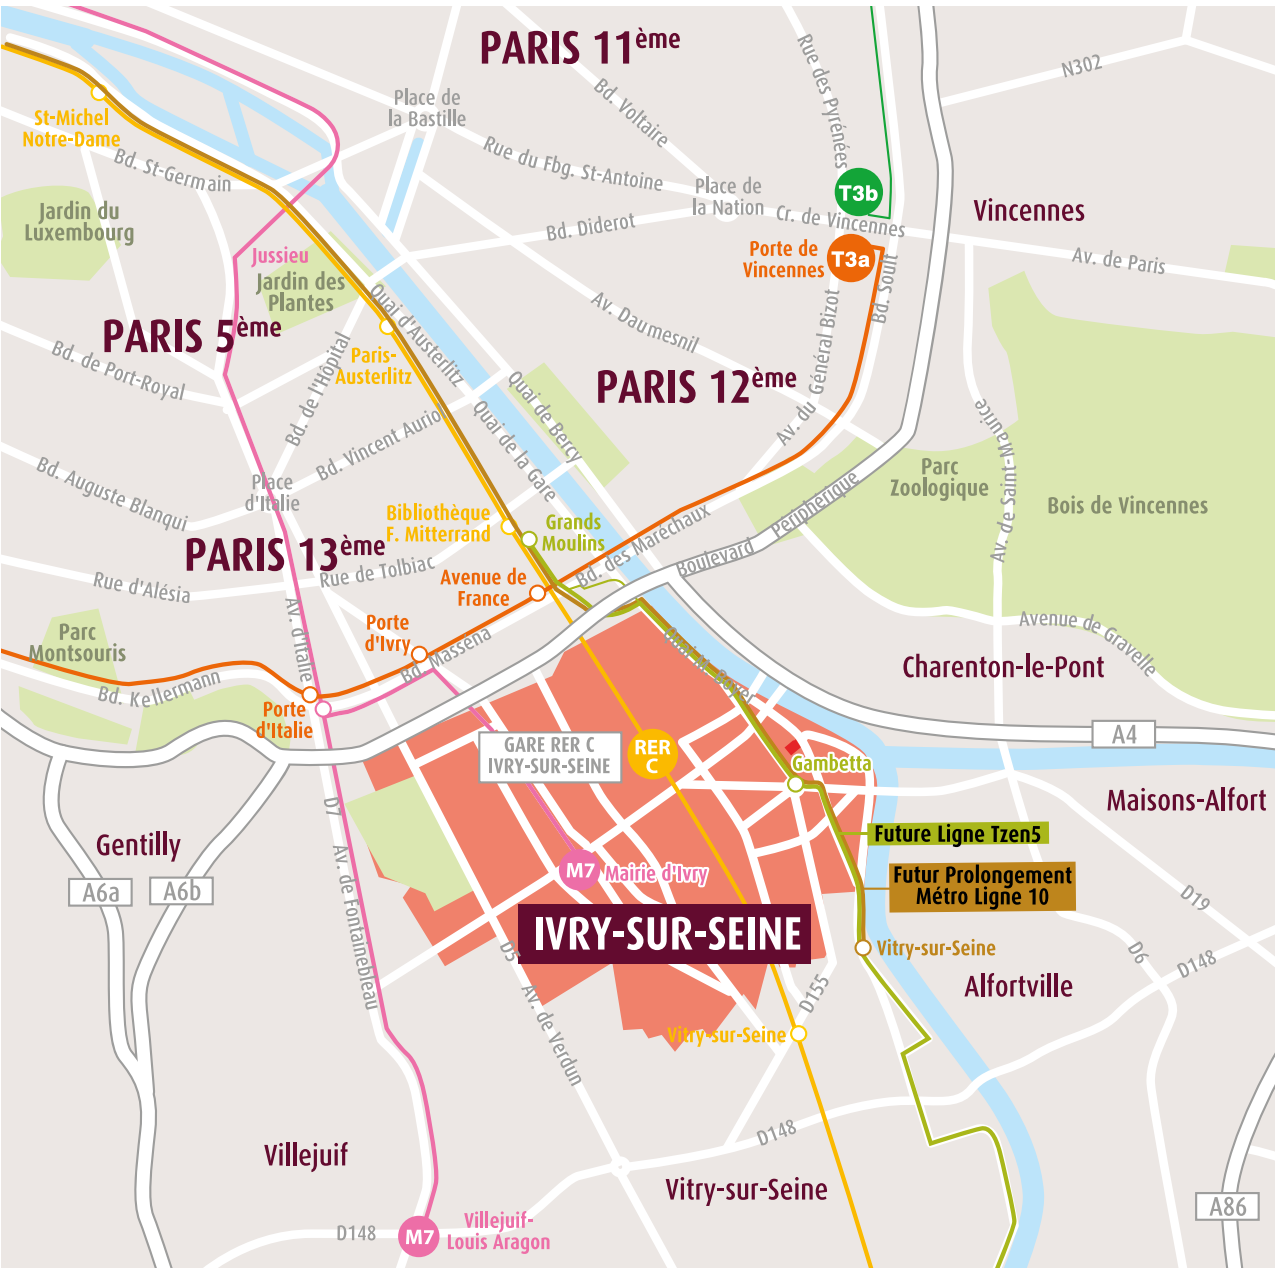 PARIS 11ème
N302
Rue des Pyrénées
Bd. Voltaire
Place de
la Bastille
St-Michel
Notre-Dame
Bd. St-Germain
Rue du Fbg. St-Antoine
Place de
la Nation
T3b
Cr. de Vincennes
Vincennes
Jardin du
Luxembourg
Bd. Diderot
Porte de
Vincennes
T3a
Av. de Paris
Jussieu
Jardin des
Plantes
Quai d'Austerlitz
Av. Daumesnil
Av. du Général Bizot
Bd. Soult
PARIS 5ème
Bd. de Port-Royal
Bd. de l'Hôpital
Paris-
Austerlitz
PARIS 12ème
Quai de Bercy
Quai de la Gare
Bd. Vincent Auriol
Av. de Saint-Maurice
Bd. Auguste Blanqui
Place
d'Italie
Parc
Zoologique
Bois de Vincennes
Bibliothèque
F. Mitterrand
Grands
Moulins
Bd. des Maréchaux
Boulevard Périphérique
PARIS 13ème
Rue de Tolbiac
Rue d'Alésia
Avenue de
France
Av. d'Italie
Porte
d'Ivry
Bd. Masséna
Parc
Montsouris
Bd. Kellermann
Porte
d'Italie
Avenue de Gravelle
Charenton-le-Pont
Quai M. Boyer
A4
GARE RER C
IVRY-SUR-SEINE
RER
C
Gambetta
Maisons-Alfort
D7
Gentilly
Future Ligne Tzen5
A6a
A6b
M7
Mairie d'Ivry
Futur Prolongement
Métro Ligne 10
D19
Av. de Fontainebleau
IVRY-SUR-SEINE
D5
Vitry-sur-Seine
D6
D148
Alfortville
D155
Av. de Verdun
Vitry-sur-Seine
D148
Villejuif
Vitry-sur-Seine
A86
D148
M7
Villejuif-
Louis Aragon